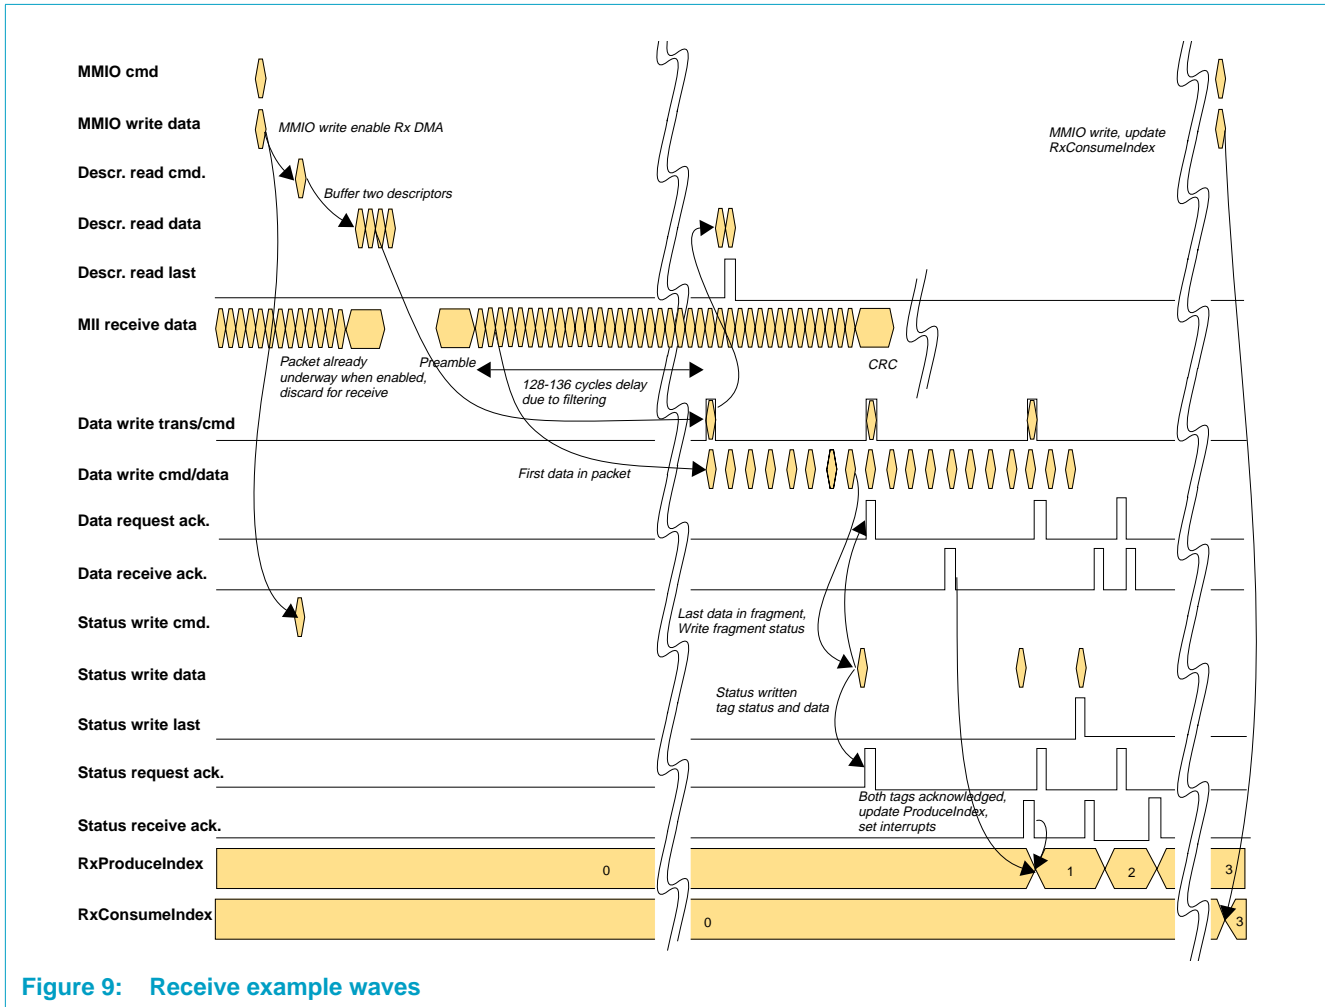 MMIO cmd
MMIO write data
MMIO write enable Rx DMA
MMIO write, update
RxConsumeIndex
Descr. read cmd.
Buffer two descriptors
Descr. read data
Descr. read last
MII receive data
Packet already
underway when enabled,
discard for receive
Preamble
128-136 cycles delay
due to filtering
CRC
Data write trans/cmd
Data write cmd/data
First data in packet
Data request ack.
Data receive ack.
Status write cmd.
Last data in fragment,
Write fragment status
Status write data
Status written
tag status and data
Status write last
Status request ack.
Both tags acknowledged,
update ProduceIndex,
set interrupts
Status receive ack.
RxProduceIndex
0
1
2
3
RxConsumeIndex
0
3
Figure 9: Receive example waves